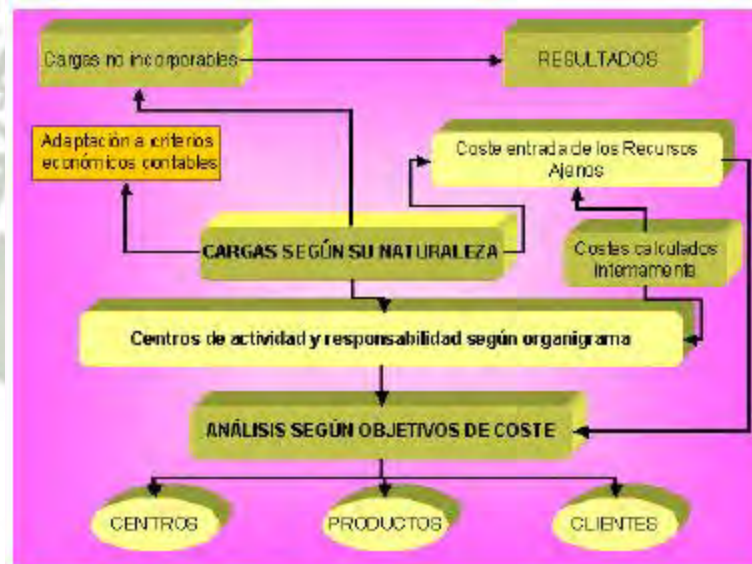 Cargas no incorporables
RESULTADOS
Adaptación a criterios
económicos contables
Coste entrada de los Recursos
Ajenos
CARGAS SEGÚN SU NATURALEZA
Costes calculados
internamente
Centros de actividad y responsabilidad según organigrama
ANÁLISIS SEGÚN OBJETIVOS DE COSTE
CENTROS
PRODUCTOS
CLIENTES